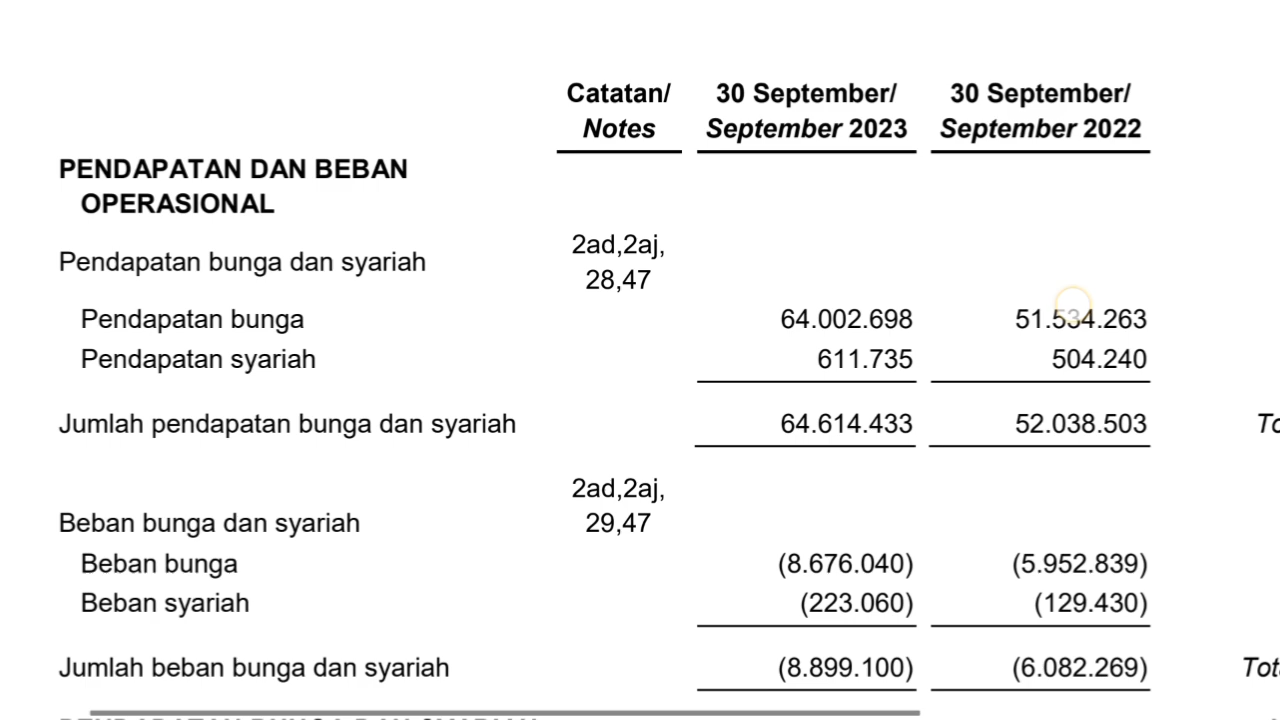 Catatan/ 30 September/ 30 September/
Notes September 2023 September 2022
PENDAPATAN DAN BEBAN
OPERASIONAL
2ad,2aj,
Pendapatan bunga dan syariah
28,47
Pendapatan bunga 64.002.698 51.534.263
Pendapatan syariah 611.735 504.240
Jumlah pendapatan bunga dan syariah 64.614.433 52.038.503
2ad,2aj,
Beban bunga dan syariah 29,47
Beban bunga (8.676.040) (5.952.839)
Beban syariah (223.060) (129.430)
Jumlah beban bunga dan syariah (8.899.100) (6.082.269)